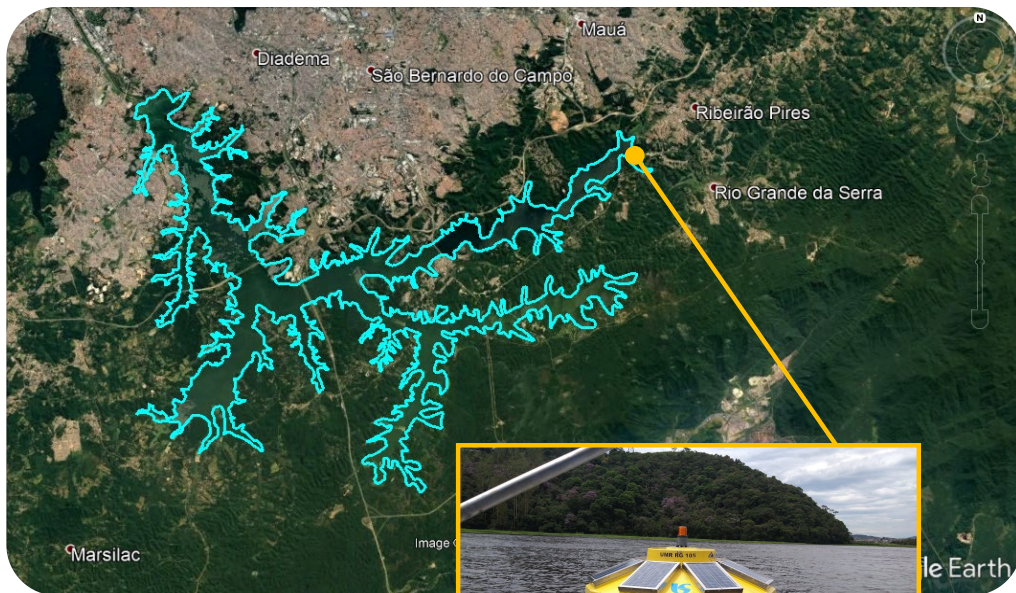 N
Mauá
Diadema
São Bernardo do Campo
Ribeirão Pires
Rio Grande da Serra
Image
UMR RG 105
le Earth
Marsilac